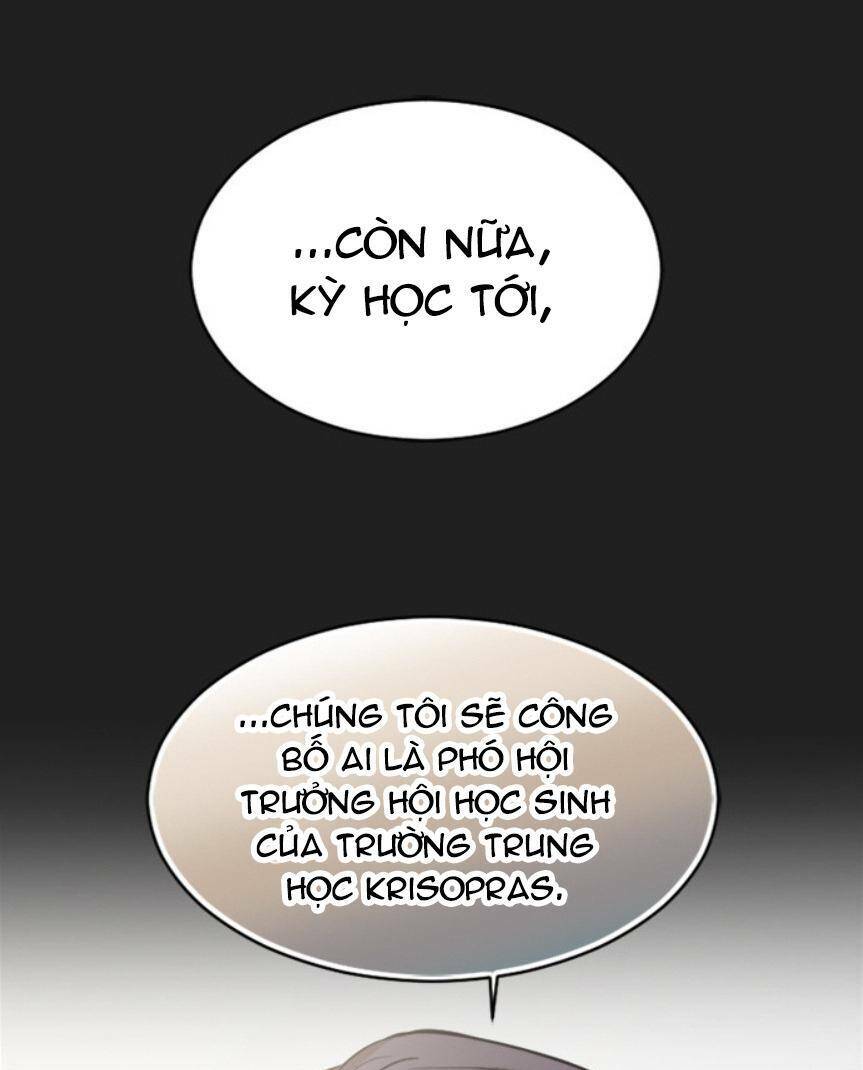 ...CÒN NỮA,
KỲ HỌC TỚI,
...CHÚNG TÔI SẼ CÔNG
BỐ AI LÀ PHÓ HỘI
TRƯỞNG HỘI HỌC SINH
CỦA TRƯỜNG TRUNG
HỌC KRISOPRAS.